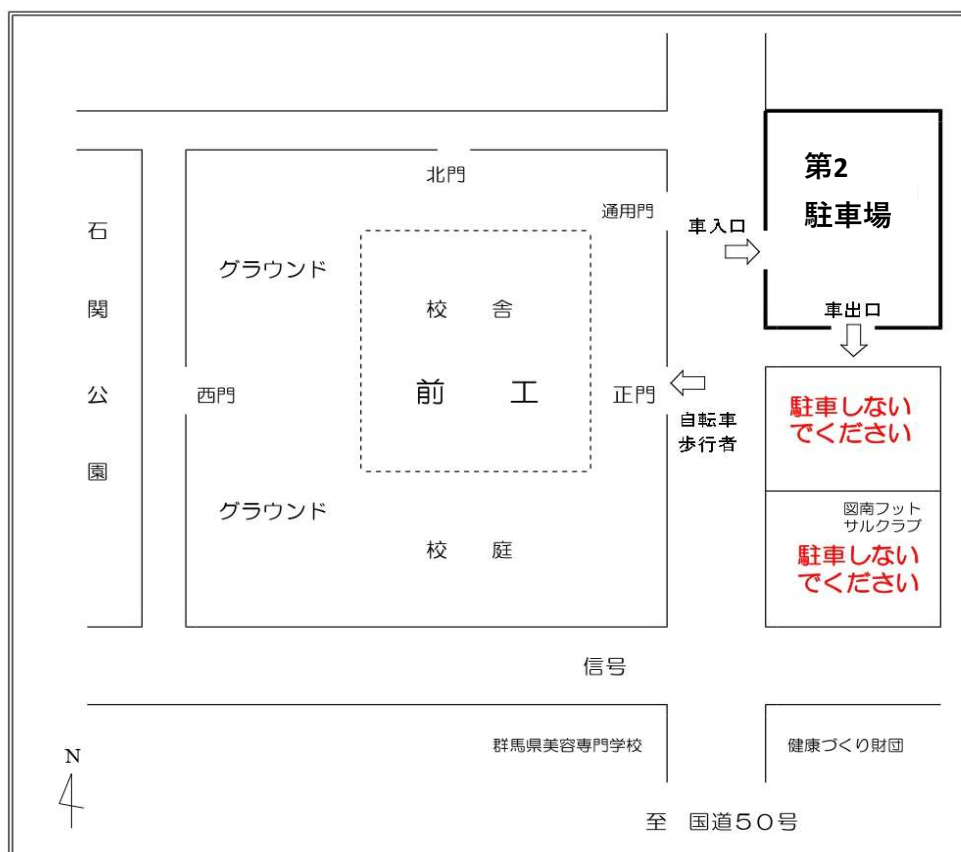 第2
駐車場
北門
通用門
車入口
石関公園
グラウンド
校 舎
車出口
西門
前 工
正門
自転車
歩行者
駐車しない
でください
グラウンド
校 庭
図南フット
サルクラブ
駐車しない
でください
信号
群馬県美容専門学校
健康づくり財団
N
至 国道50号